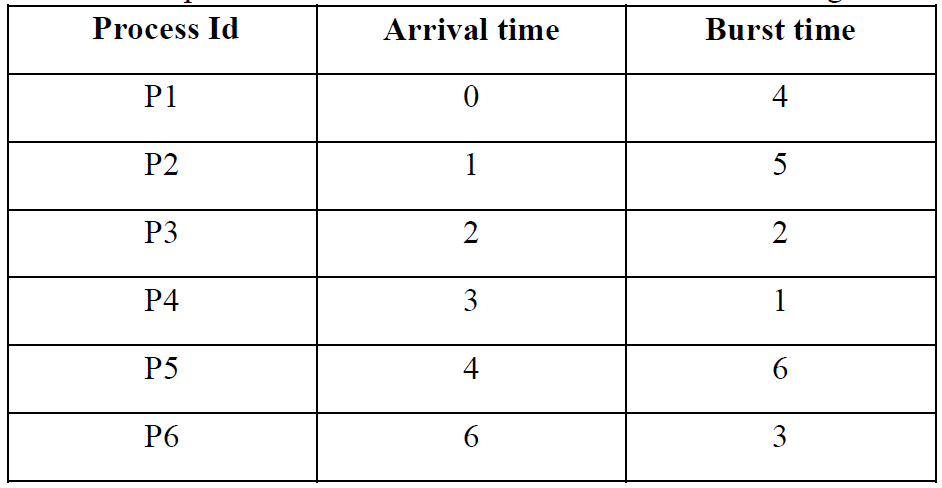 Process Id Arrival time Burst time
P1 0 4
P2 1 5
P3 2 2
P4 3 1
P5 4 6
P6 6 3